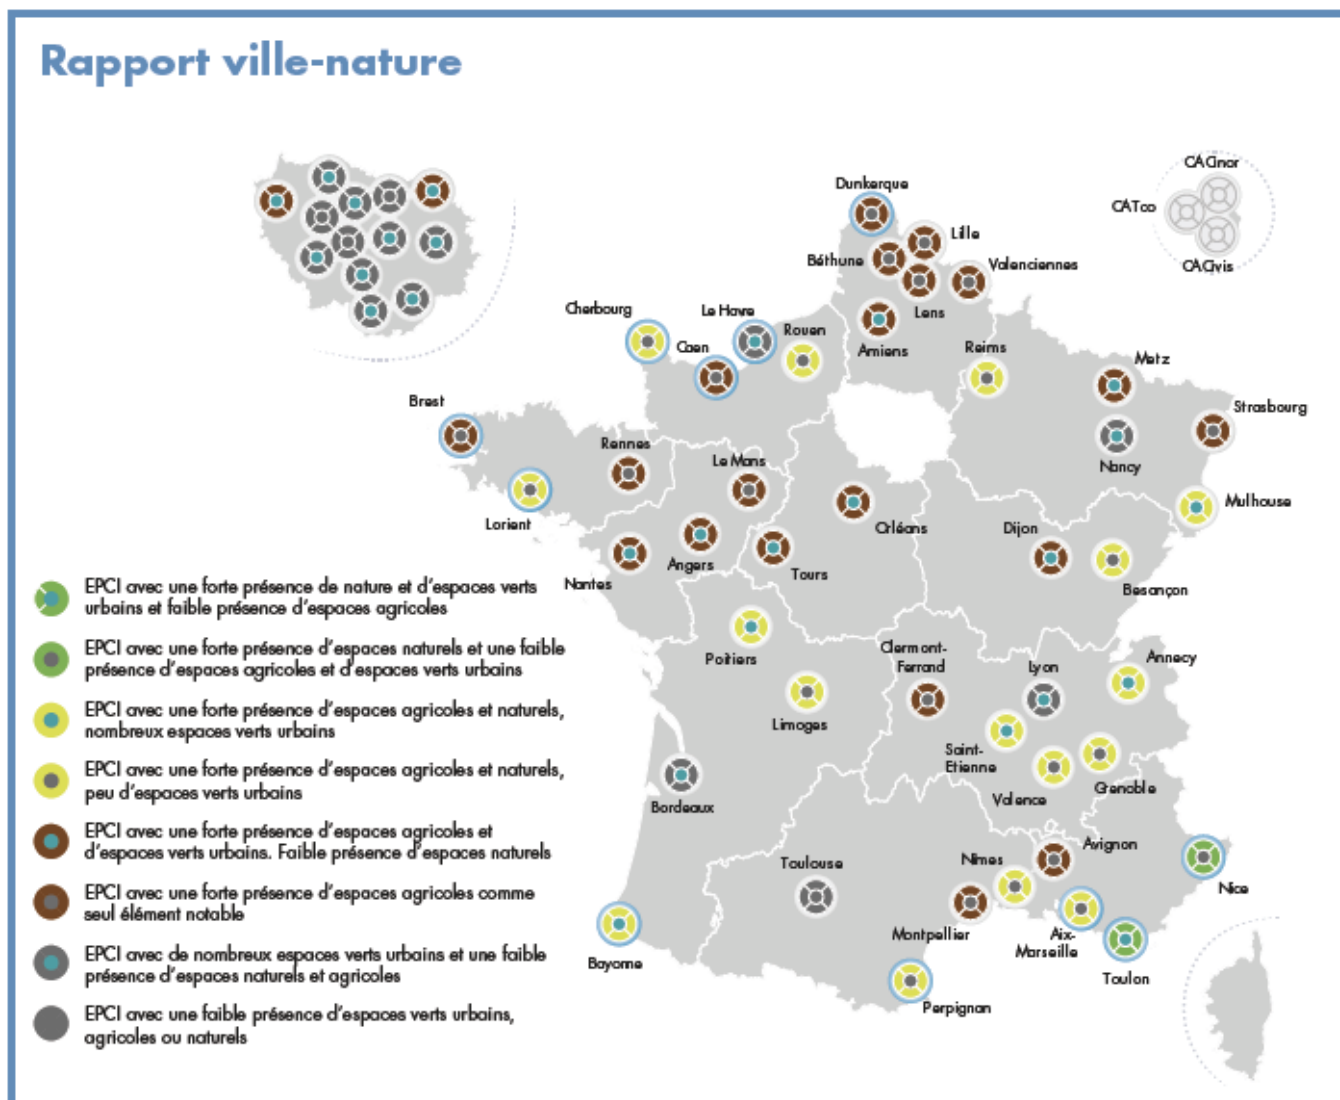 Rapport ville-nature
CAGnor
CATco
CAGvis
Dunkerque
Lille
Béthune
Valenciennes
Lens
Amiens
Cherbourg
Le Havre
Rouen
Caen
Reims
Metz
Strasbourg
Nancy
Mulhouse
Brest
Rennes
Le Mans
Lorient
Orléans
Dijon
Besançon
Nantes
Angers
Tours
Poitiers
Clermont-
Ferrand
Lyon
Annecy
Limoges
Saint-
Etienne
Grenoble
Valence
Bordeaux
Avignon
Toulouse
Nîmes
Nice
Montpellier
Aix-
Marseille
Toulon
Bayonne
Perpignan
EPCI avec une forte présence de nature et d'espaces verts
urbains et faible présence d'espaces agricoles
EPCI avec une forte présence d'espaces naturels et une faible
présence d'espaces agricoles et d'espaces verts urbains
EPCI avec une forte présence d'espaces agricoles et naturels,
nombreux espaces verts urbains
EPCI avec une forte présence d'espaces agricoles et naturels,
peu d'espaces verts urbains
EPCI avec une forte présence d'espaces agricoles et
d'espaces verts urbains. Faible présence d'espaces naturels
EPCI avec une forte présence d'espaces agricoles comme
seul élément notable
EPCI avec de nombreux espaces verts urbains et une faible
présence d'espaces naturels et agricoles
EPCI avec une faible présence d'espaces verts urbains,
agricoles ou naturels